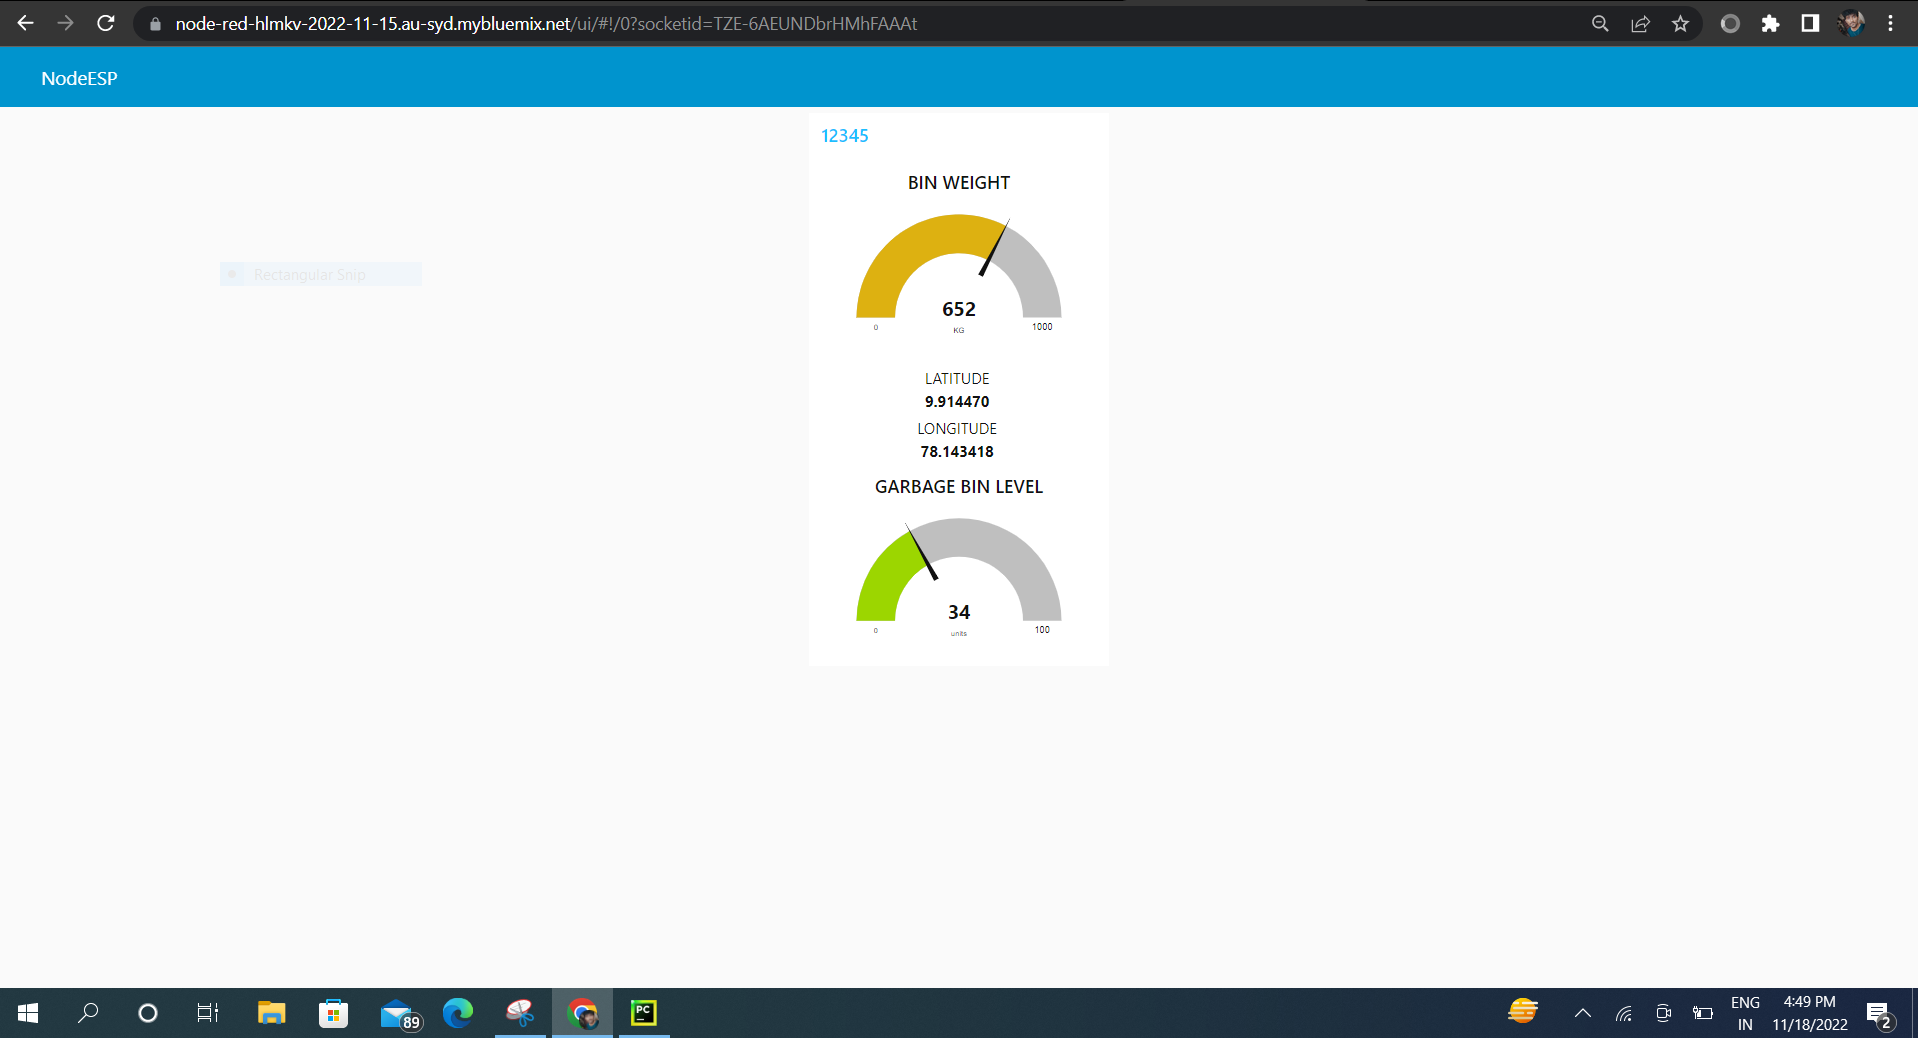 node-red-hlmkv-2022-11-15.au-syd.mybluemix.net/ui/#!/0?socketid=TZE-6AEUNDbrHMhFAAAt
NodeESP
12345
BIN WEIGHT
652
KG
0
1000
Rectangular Snip
LATITUDE
9.914470
LONGITUDE
78.143418
GARBAGE BIN LEVEL
34
units
0
100
89
PC
ENG
IN
4:49 PM
11/18/2022
2